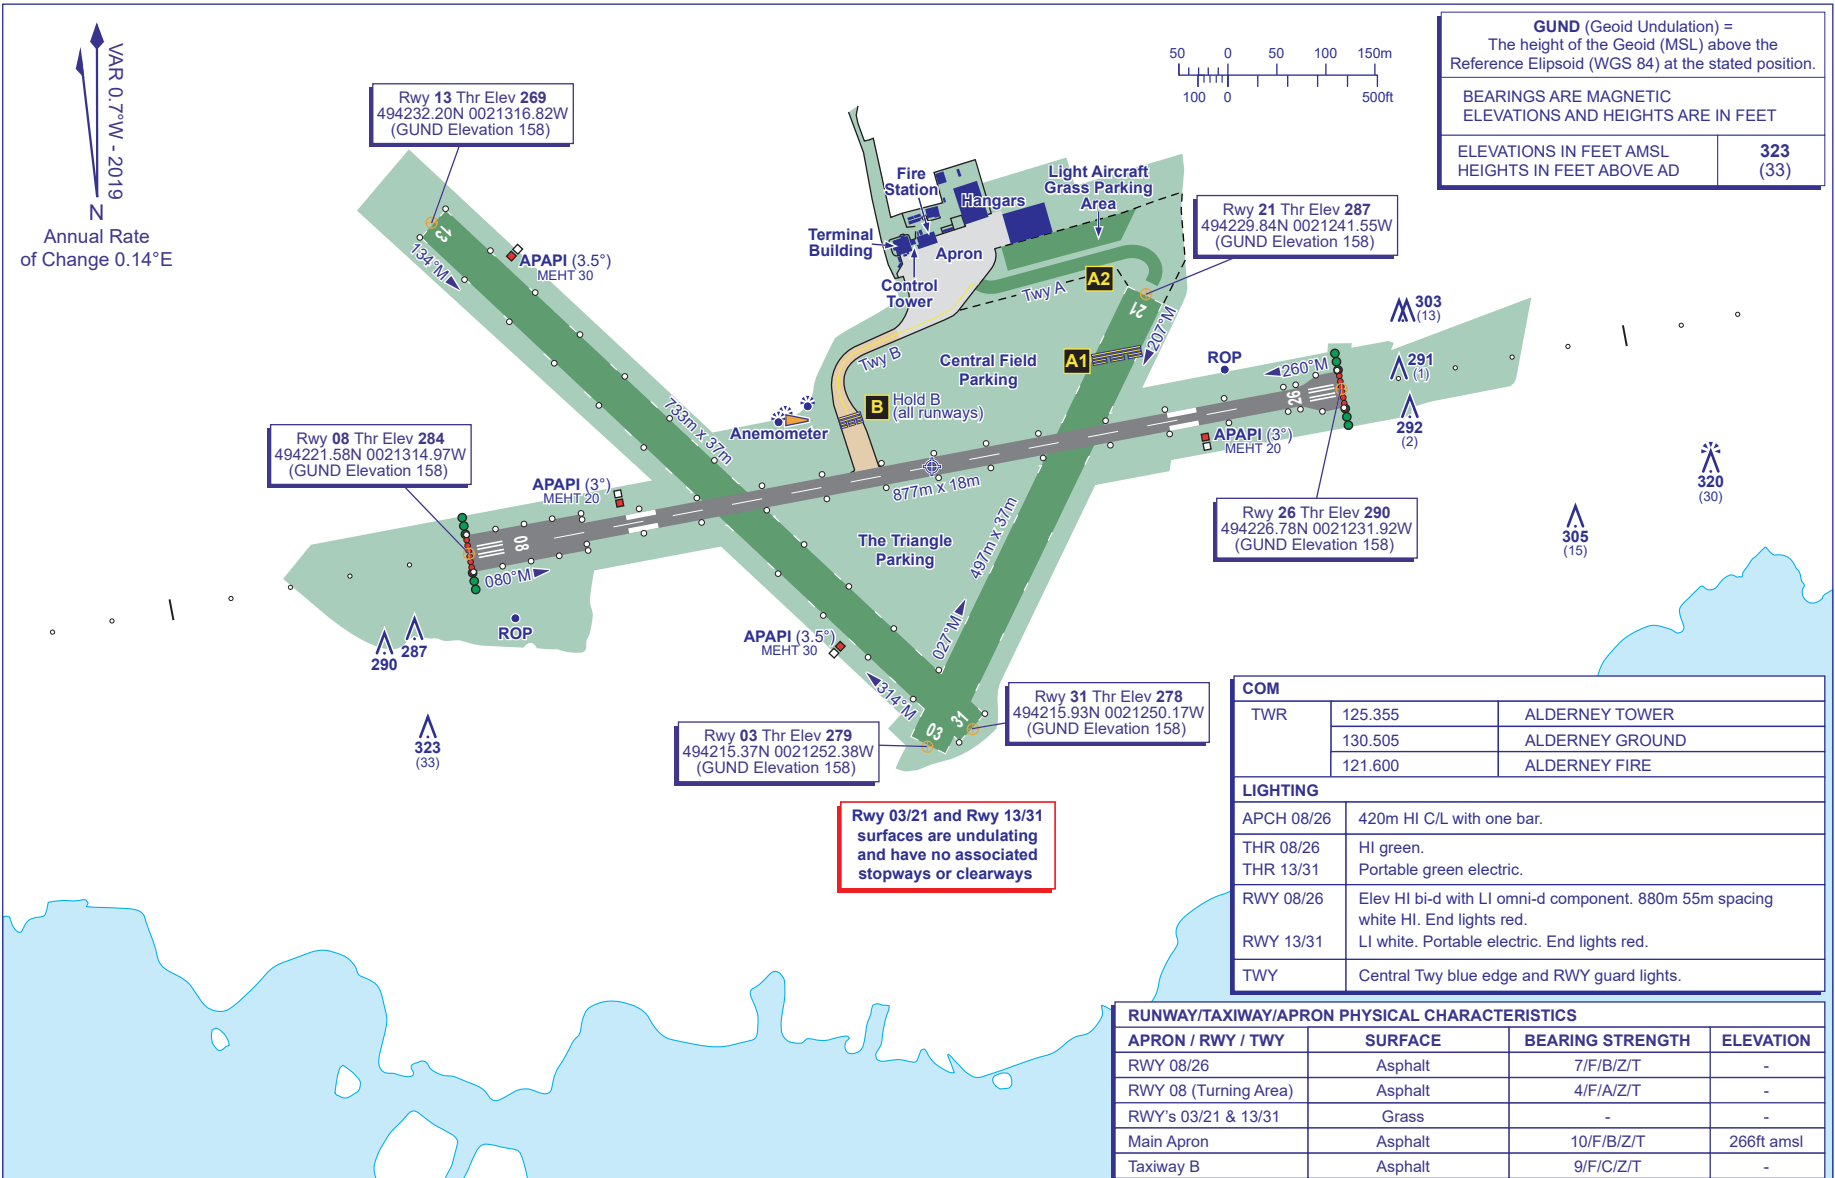 VAR 0.7°W - 2019
N
Annual Rate
of Change 0.14°E
Rwy 13 Thr Elev 269
494232.20N 0021316.82W
(GUND Elevation 158)
50 0 50 100 150m
100 0 500ft
GUND (Geoid Undulation) =
The height of the Geoid (MSL) above the
Reference Elipsoid (WGS 84) at the stated position.
BEARINGS ARE MAGNETIC
ELEVATIONS AND HEIGHTS ARE IN FEET
ELEVATIONS IN FEET AMSL 323
HEIGHTS IN FEET ABOVE AD (33)
Fire
Station
Hangars
Light Aircraft
Grass Parking
Area
Terminal
Building
Apron
Control
Tower
Rwy 21 Thr Elev 287
494229.84N 0021241.55W
(GUND Elevation 158)
13
134°M
APAPI (3.5°)
MEHT 30
Twy A
A2
21
207°M
A1
Twy B
Central Field
Parking
ROP
260°M
26
303
(13)
291
(1)
292
(2)
320
(30)
305
(15)
B
Hold B
(all runways)
Anemometer
733m x 37m
APAPI (3°)
MEHT 20
Rwy 08 Thr Elev 284
494221.58N 0021314.97W
(GUND Elevation 158)
APAPI (3°)
MEHT 20
877m x 18m
Rwy 26 Thr Elev 290
494226.78N 0021231.92W
(GUND Elevation 158)
08
080°M
The Triangle
Parking
497m x 37m
ROP
290
287
323
(33)
APAPI (3.5°)
MEHT 30
027°M
314°M
03
31
Rwy 31 Thr Elev 278
494215.93N 0021250.17W
(GUND Elevation 158)
Rwy 03 Thr Elev 279
494215.37N 0021252.38W
(GUND Elevation 158)
Rwy 03/21 and Rwy 13/31
surfaces are undulating
and have no associated
stopways or clearways
COM
TWR 125.355 ALDERNEY TOWER
130.505 ALDERNEY GROUND
121.600 ALDERNEY FIRE
LIGHTING
APCH 08/26 420m HI C/L with one bar.
THR 08/26 HI green.
THR 13/31 Portable green electric.
RWY 08/26 Elev HI bi-d with LI omni-d component. 880m 55m spacing
white HI. End lights red.
RWY 13/31 LI white. Portable electric. End lights red.
TWY Central Twy blue edge and RWY guard lights.
RUNWAY/TAXIWAY/APRON PHYSICAL CHARACTERISTICS
APRON / RWY / TWY SURFACE BEARING STRENGTH ELEVATION
RWY 08/26 Asphalt 7/F/B/Z/T -
RWY 08 (Turning Area) Asphalt 4/F/A/Z/T -
RWY's 03/21 & 13/31 Grass - -
Main Apron Asphalt 10/F/B/Z/T 266ft amsl
Taxiway B Asphalt 9/F/C/Z/T -